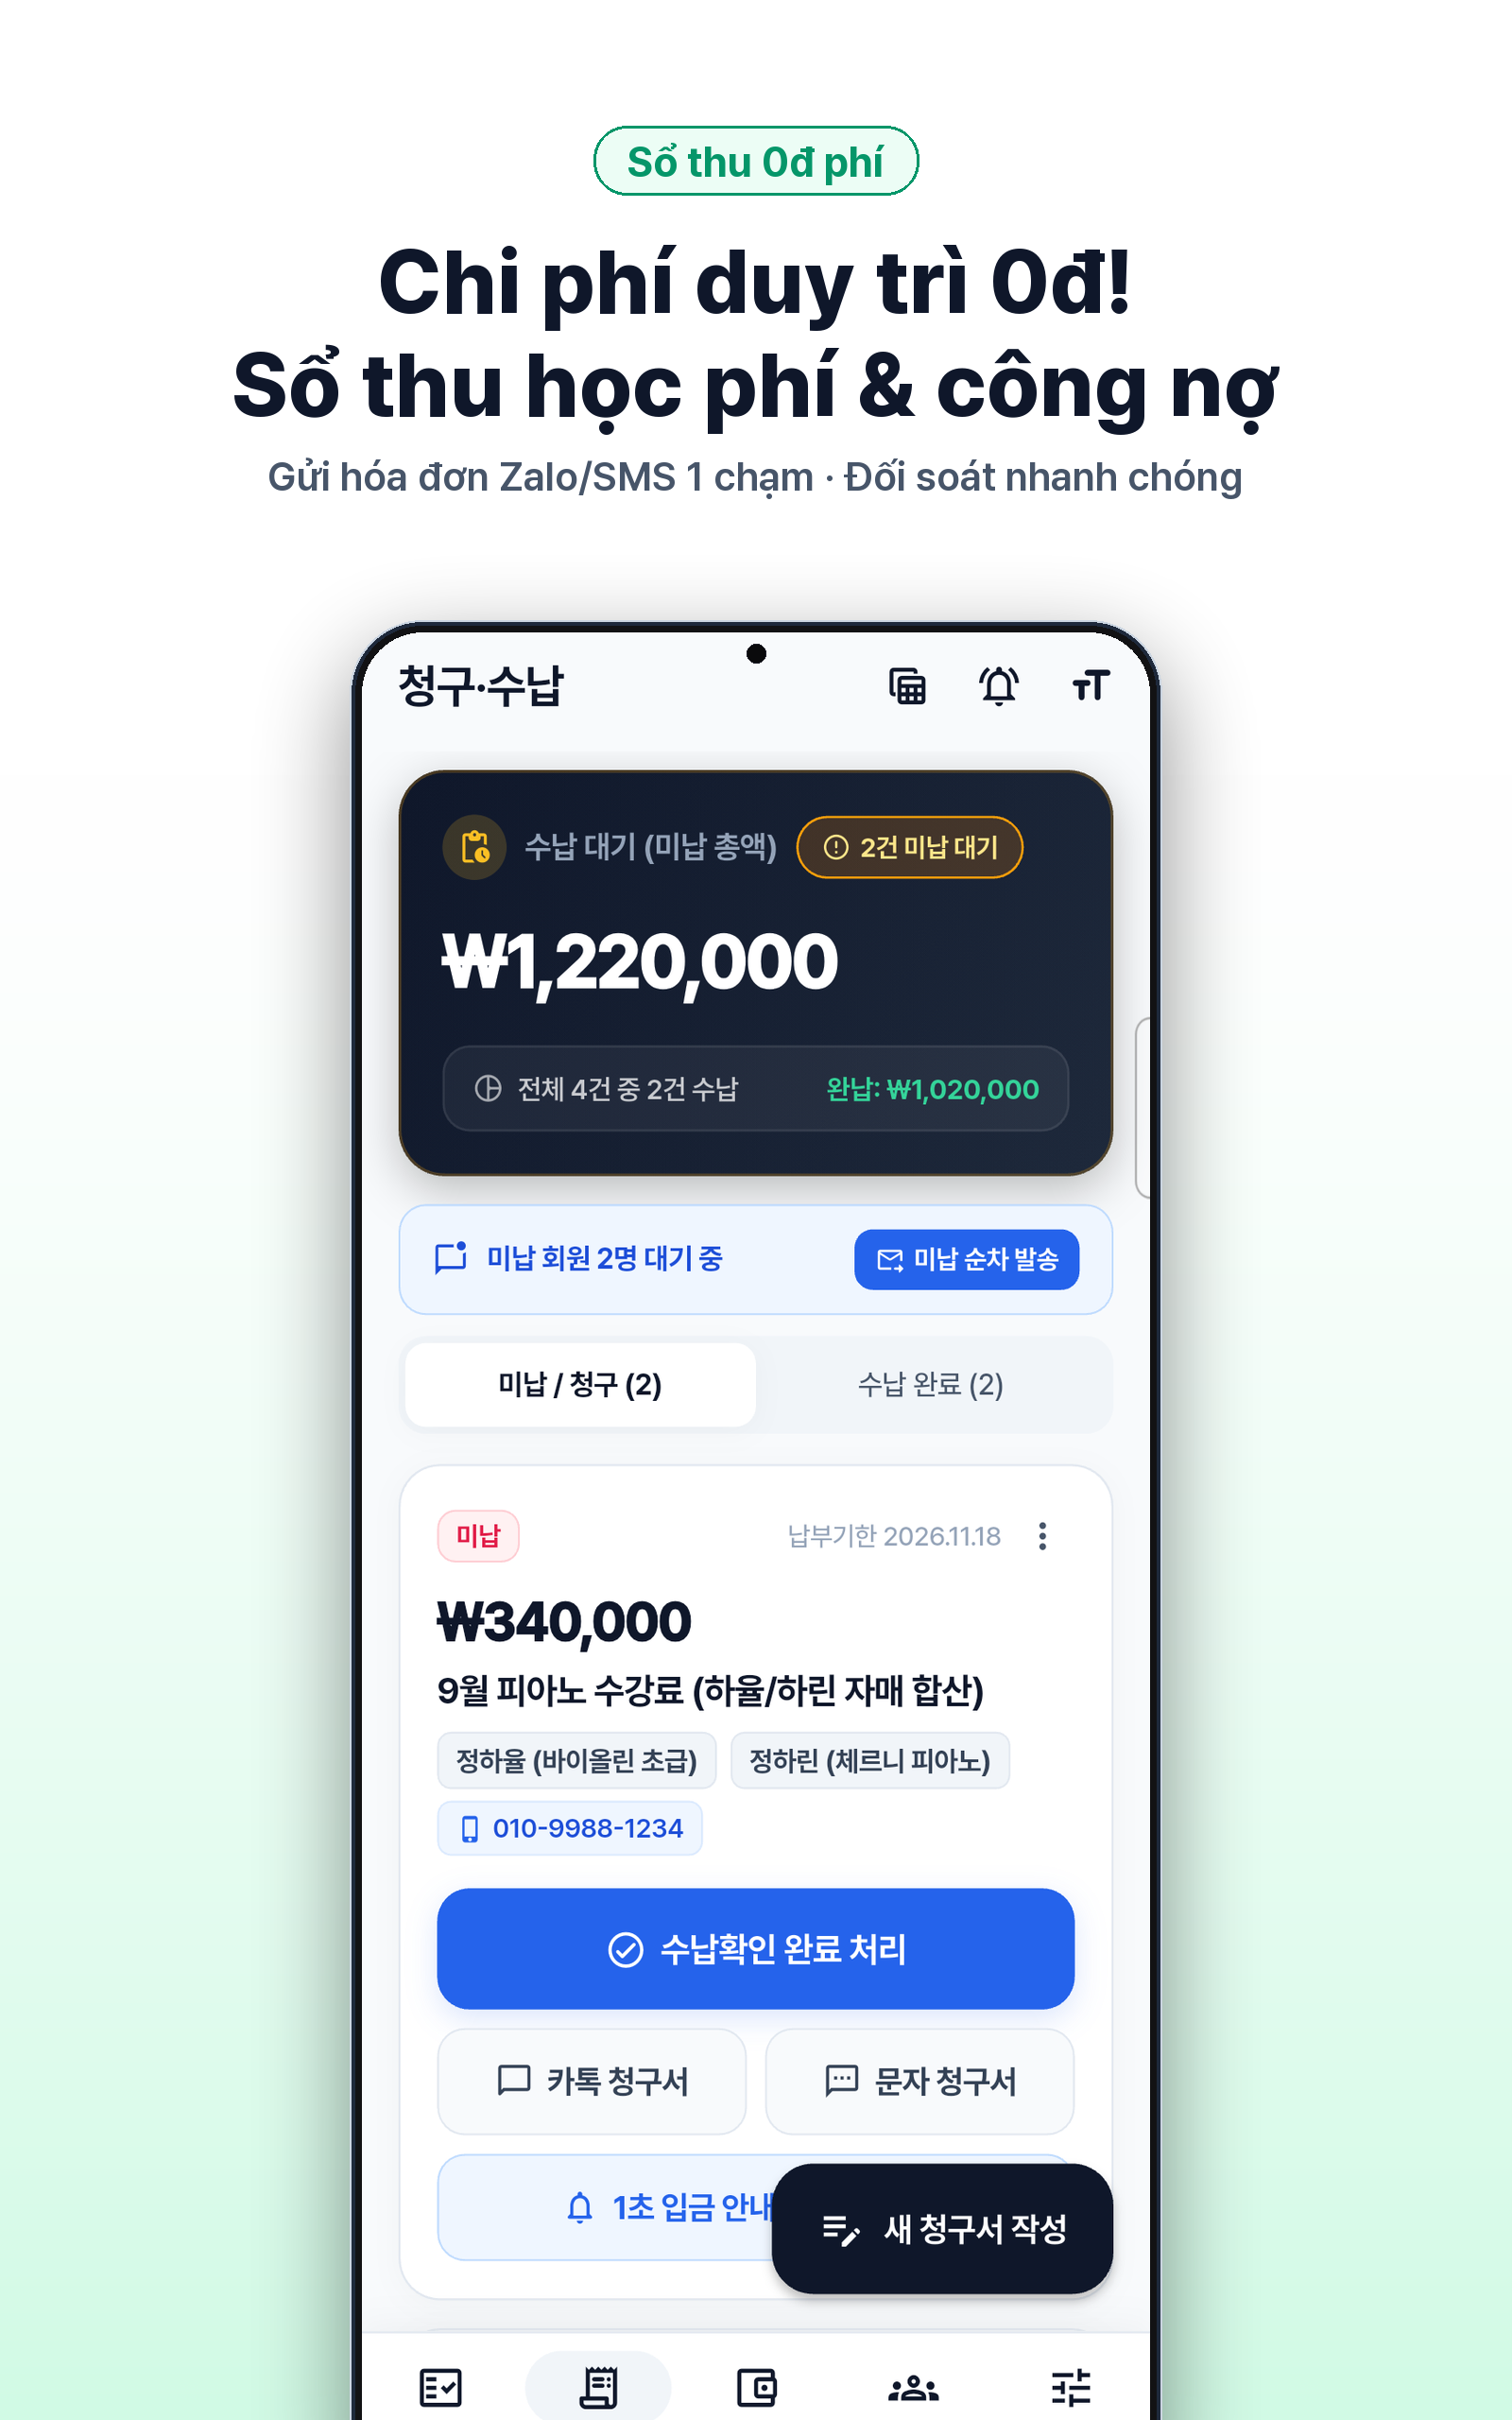 Sổ thu 0đ phí
Chi phí duy trì 0đ!
Sổ thu học phí & công nợ
Gửi hóa đơn Zalo/SMS 1 chạm · Đối soát nhanh chóng
청구·수납
수납 대기 (미납 총액)
2건 미납 대기
₩1,220,000
전체 4건 중 2건 수납
완납: ₩1,020,000
미납 회원 2명 대기 중
미납 순차 발송
미납 / 청구 (2)
수납 완료 (2)
미납
납부기한 2026.11.18
₩340,000
9월 피아노 수강료 (하율/하린 자매 합산)
정하율 (바이올린 초급)
정하린 (체르니 피아노)
010-9988-1234
수납확인 완료 처리
카톡 청구서
문자 청구서
1초 입금 안내
새 청구서 작성